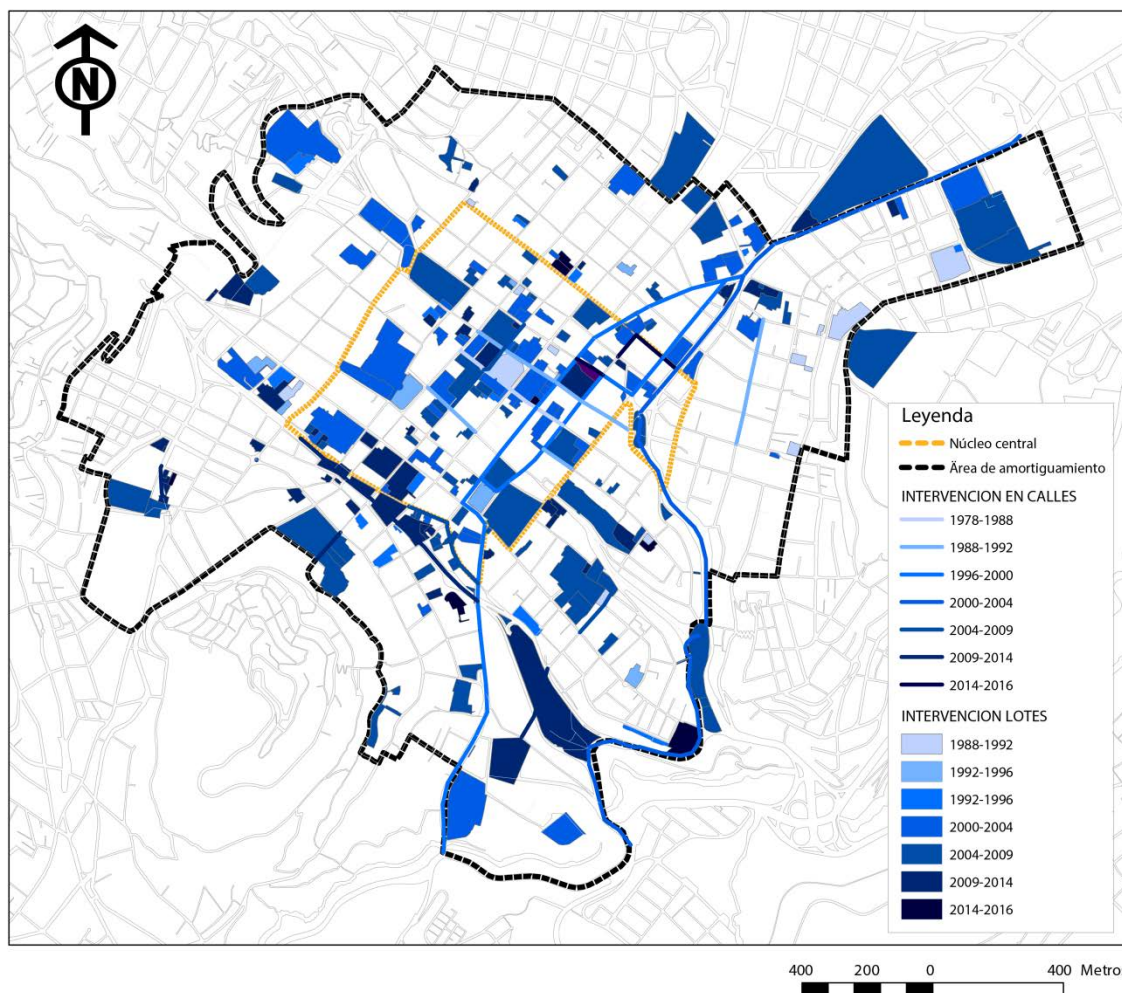 N
Leyenda
Núcleo central
Ärea de amortiguamiento
INTERVENCION EN CALLES
1978-1988
1988-1992
1996-2000
2000-2004
2004-2009
2009-2014
2014-2016
INTERVENCION LOTES
1988-1992
1992-1996
1992-1996
2000-2004
2004-2009
2009-2014
2014-2016
400 200 0 400 Metro